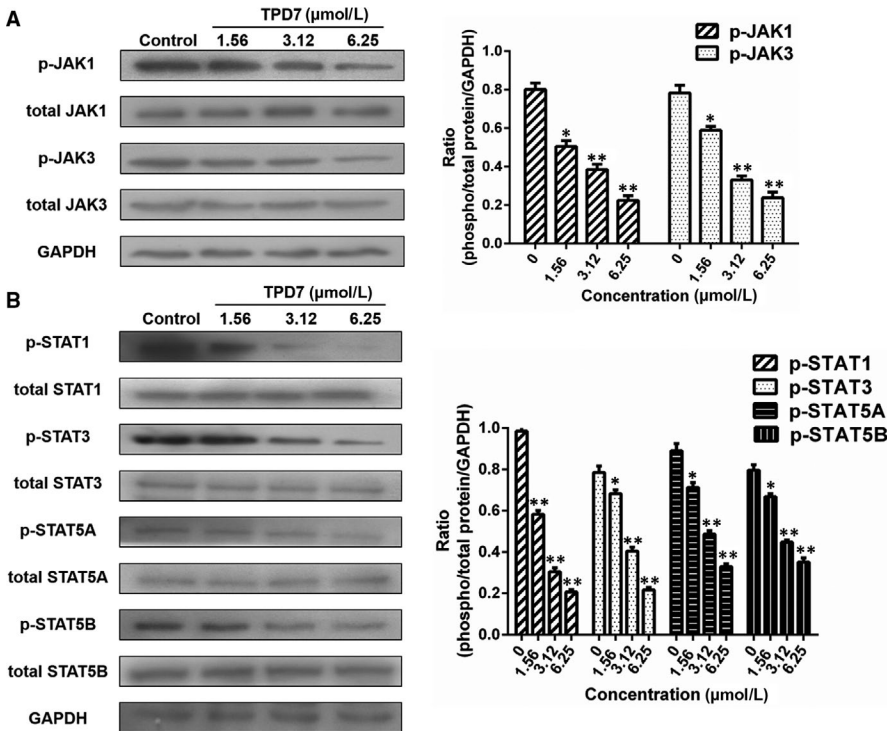 A
TPD7 (μmol/L)
Control 1.56 3.12 6.25
p-JAK1
total JAK1
p-JAK3
total JAK3
GAPDH
p-JAK1
p-JAK3
Ratio
(phospho/total protein/GAPDH)
1.0
0.8
0.6
0.4
0.2
0.0
* ** ** * ** **
0 1.56 3.12 6.25 0 1.56 3.12 6.25
Concentration (μmol/L)
B
TPD7 (μmol/L)
Control 1.56 3.12 6.25
p-STAT1
total STAT1
p-STAT3
total STAT3
p-STAT5A
total STAT5A
p-STAT5B
total STAT5B
GAPDH
p-STAT1
p-STAT3
p-STAT5A
p-STAT5B
Ratio
(phospho/total protein/GAPDH)
1.0
0.8
0.6
0.4
0.2
0.0
** ** ** * ** ** * ** ** * ** **
0 1.56 3.12 6.25 0 1.56 3.12 6.25 0 1.56 3.12 6.25 0 1.56 3.12 6.25
Concentration (μmol/L)